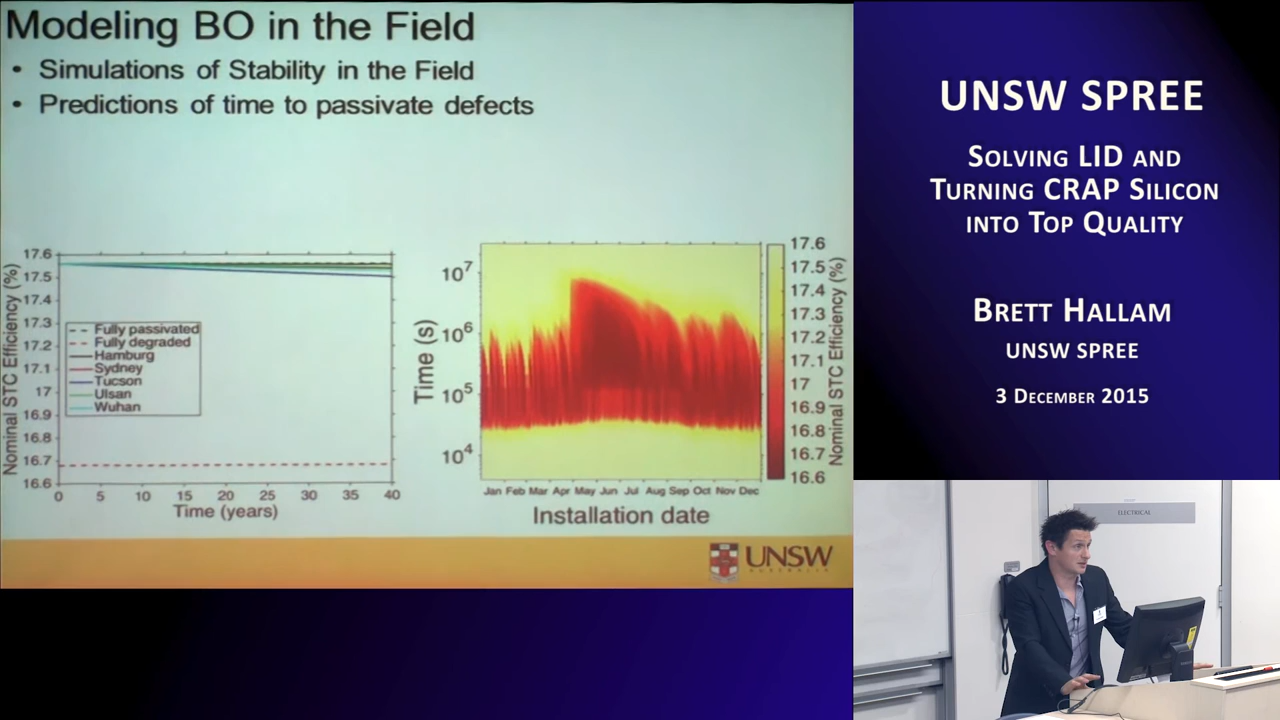 Modeling BO in the Field
• Simulations of Stability in the Field
• Predictions of time to passivate defects
Nominal STC Efficiency (%)
17.6
17.5
17.4
17.3
17.2
17.1
17
16.9
16.8
16.7
16.6
Fully passivated
Fully degraded
Hamburg
Sydney
Tucson
Ulsan
Wuhan
0 5 10 15 20 25 30 35 40
Time (years)
Time (s)
10⁷
10⁶
10⁵
10⁴
Jan Feb Mar Apr May Jun Jul Aug Sep Oct Nov Dec
Installation date
17.6
17.5
17.4
17.3
17.2
17.1
17
16.9
16.8
16.7
16.6
Nominal STC Efficiency (%)
UNSW
AUSTRALIA
UNSW SPREE
SOLVING LID AND
TURNING CRAP SILICON
INTO TOP QUALITY
BRETT HALLAM
UNSW SPREE
3 DECEMBER 2015
ELECTRICAL